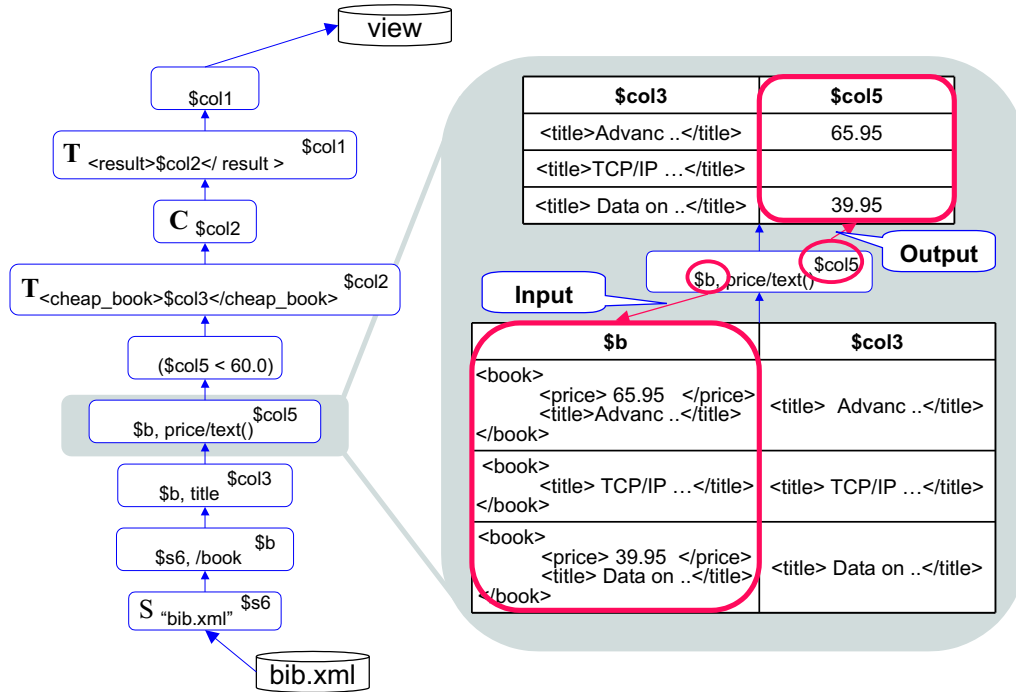 view
$col1
T <result>$col2</ result > $col1
C $col2
T <cheap_book>$col3</cheap_book> $col2
($col5 < 60.0)
$b, price/text() $col5
$b, title $col3
$s6, /book $b
S “bib.xml” $s6
bib.xml
$col3 $col5
<title>Advanc ..</title> 65.95
<title>TCP/IP …</title>
<title> Data on ..</title> 39.95
Output
$b, price/text() $col5
Input
$b $col3
<book>
<price> 65.95 </price>
<title>Advanc ..</title>
</book>
<title> Advanc ..</title>
<book>
<title> TCP/IP …</title>
</book>
<title> TCP/IP …</title>
<book>
<price> 39.95 </price>
<title> Data on ..</title>
</book>
<title> Data on ..</title>